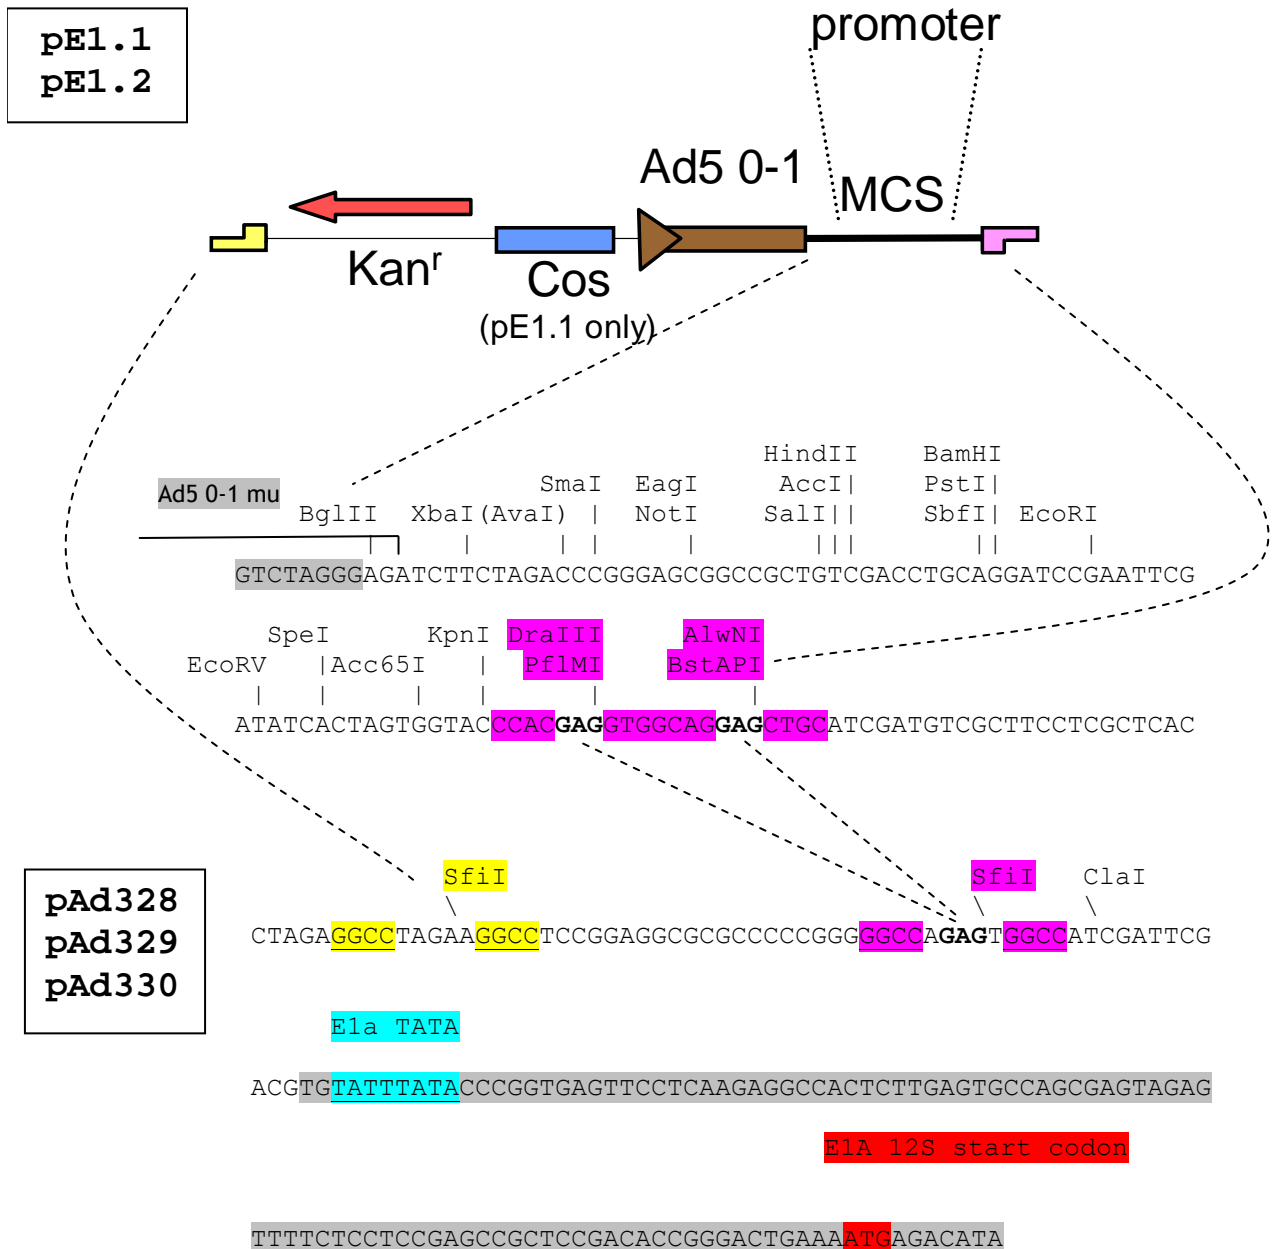 pE1.1
pE1.2
promoter
Ad5 0-1
MCS
Kanʳ
Cos
(pE1.1 only)
HindII BamHI
SmaI EagI AccI| PstI|
Ad5 0-1 mu
BglII XbaI(AvaI) | NotI SalI|| SbfI| EcoRI
GTCTAGGGAGATCTTCTAGACCCGGGAGCGGCCGCTGTCGACCTGCAGGATCCGAATTCG
SpeI KpnI DraIII AlwNI
EcoRV |Acc65I | PflMI BstAPI
ATATCACTAGTGGTACCCACGAGGTGGCAGGAGCTGCATCGATGTCGCTTCCTCGCTCAC
SfiI SfiI ClaI
pAd328
pAd329
pAd330
CTAGAGGCCTAGAAGGCCTCCGGAGGCGCGCCCCCGGGGGCCAGAGTGGCCATCGATTCG
E1a TATA
ACGTGTATTTATACCCGGTGAGTTCCTCAAGAGGCCACTCTTGAGTGCCAGCGAGTAGAG
E1A 12S start codon
TTTTCTCCTCCGAGCCGCTCCGACACCGGGACTGAAAATGAGACATA